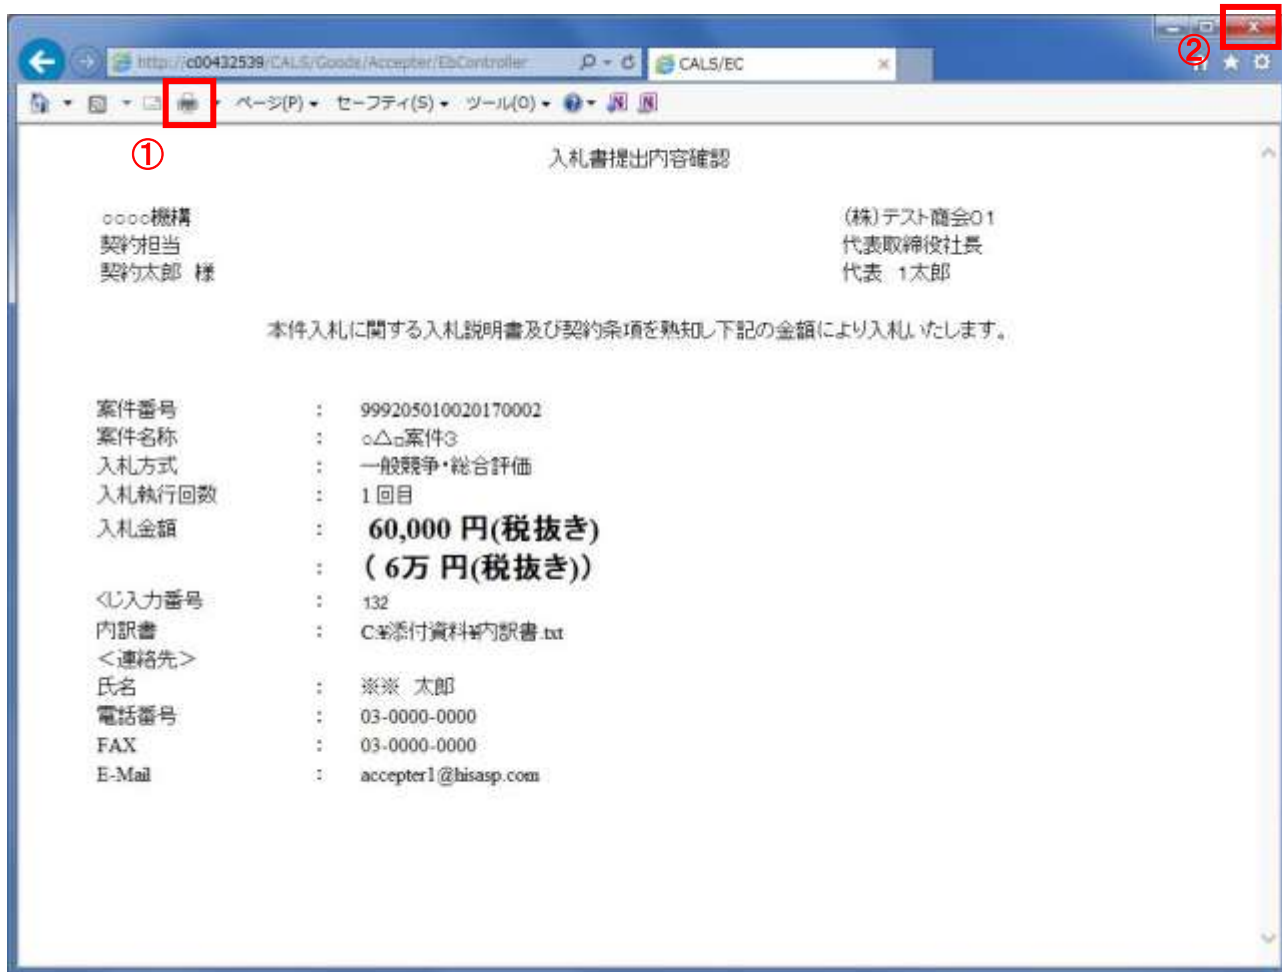 ②
http://c00432539/CALS/Goods/Accepter/EbController
CALS/EC
ページ(P) セーフティ(S) ツール(O)
①
入札書提出内容確認
○○○○機構
契約担当
契約太郎 様
(株)テスト商会01
代表取締役社長
代表 1太郎
本件入札に関する入札説明書及び契約条項を熟知し下記の金額により入札いたします。
案件番号 : 999205010020170002
案件名称 : ○△□案件3
入札方式 : 一般競争・総合評価
入札執行回数 : 1回目
入札金額 : 60,000 円(税抜き)
: ( 6万 円(税抜き))
くじ入力番号 : 132
内訳書 : C:¥添付資料¥内訳書.txt
<連絡先>
氏名 : ※※ 太郎
電話番号 : 03-0000-0000
FAX : 03-0000-0000
E-Mail : accepter1@hisasp.com